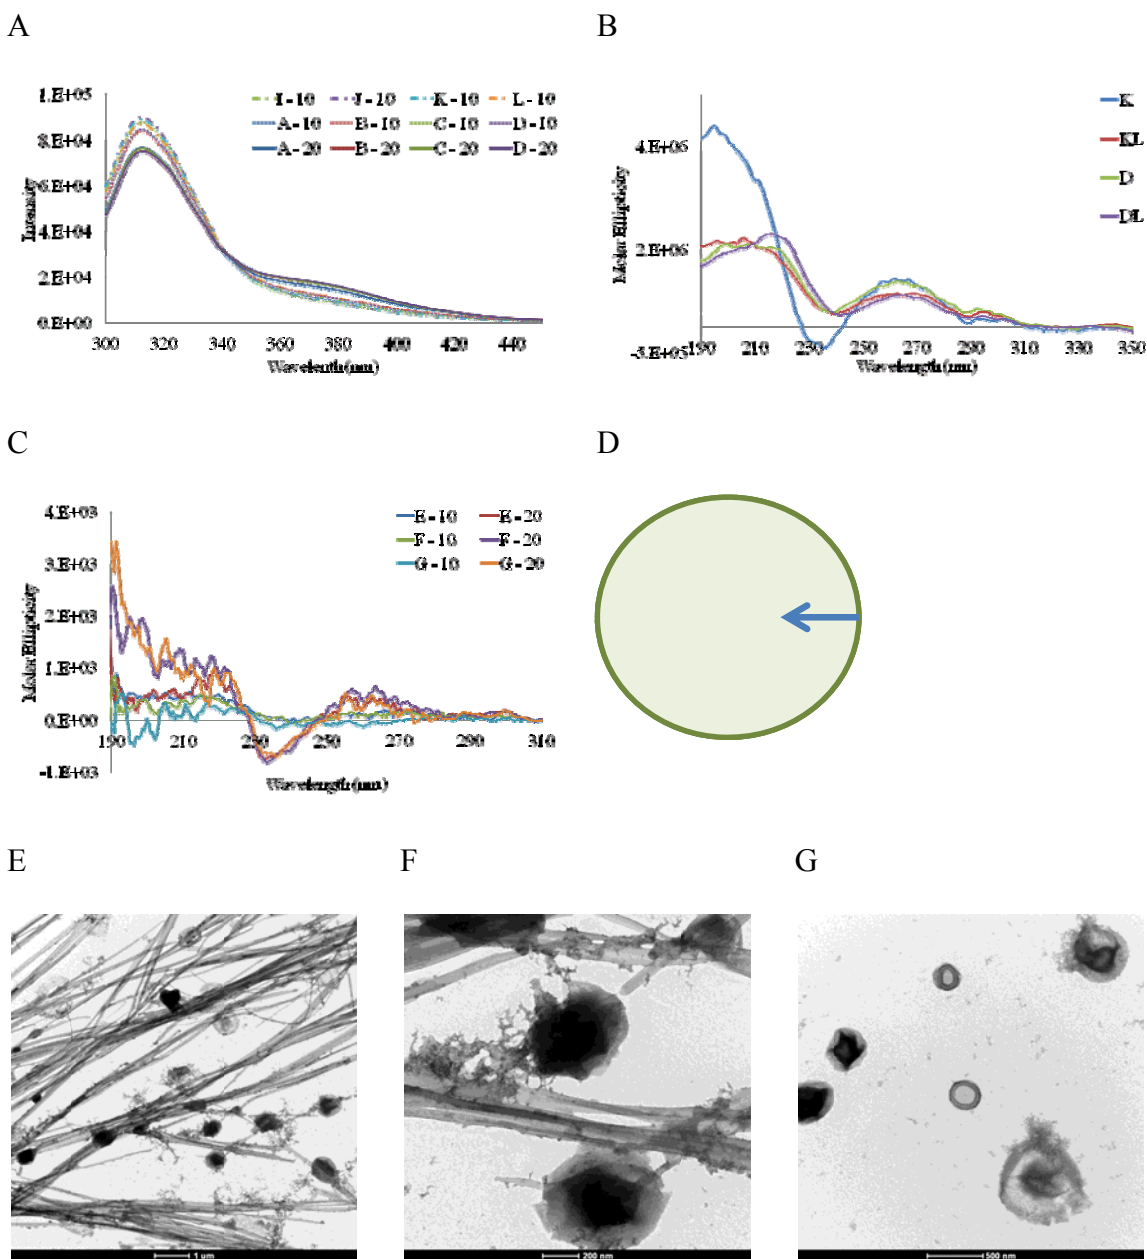 A
B
1.E+05
8.E+04
6.E+04
4.E+04
2.E+04
0.E+00
Intensity
I - 10 J - 10 K - 10 L - 10
A - 10 B - 10 C - 10 D - 10
A - 20 B - 20 C - 20 D - 20
300 320 340 360 380 400 420 440
Wavelenth (nm)
4.E+06
2.E+06
-3.E+05
Molar Ellipticity
K
KL
D
DL
190 210 230 250 270 290 310 330 350
Wavelength (nm)
C
D
4.E+03
3.E+03
2.E+03
1.E+03
0.E+00
-1.E+03
Molar Ellipticity
E - 10 E - 20
F - 10 F - 20
G - 10 G - 20
190 210 230 250 270 290 310
Wavelength (nm)
E
F
G
1 um
200 nm
500 nm